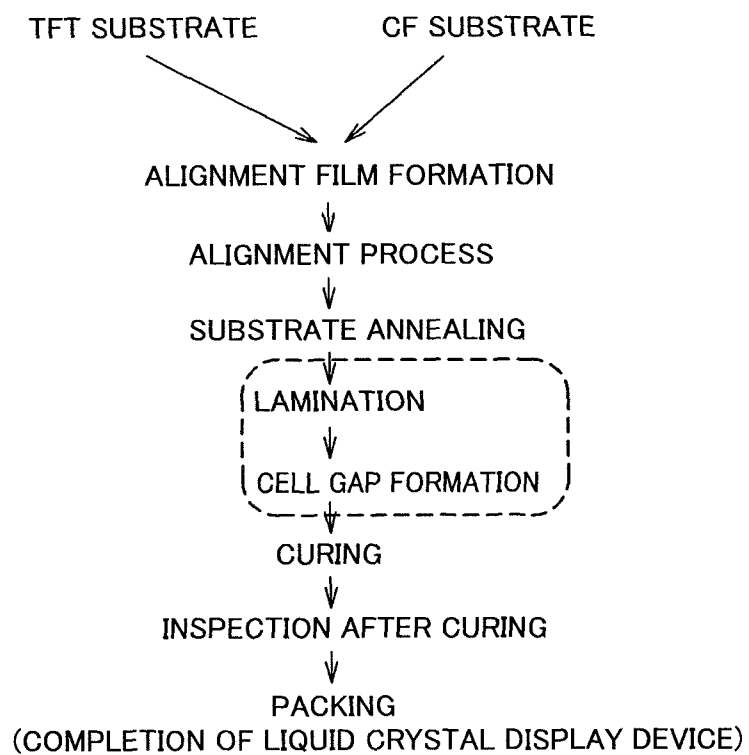 TFT SUBSTRATE
CF SUBSTRATE
ALIGNMENT FILM FORMATION
ALIGNMENT PROCESS
SUBSTRATE ANNEALING
LAMINATION
CELL GAP FORMATION
CURING
INSPECTION AFTER CURING
PACKING
(COMPLETION OF LIQUID CRYSTAL DISPLAY DEVICE)